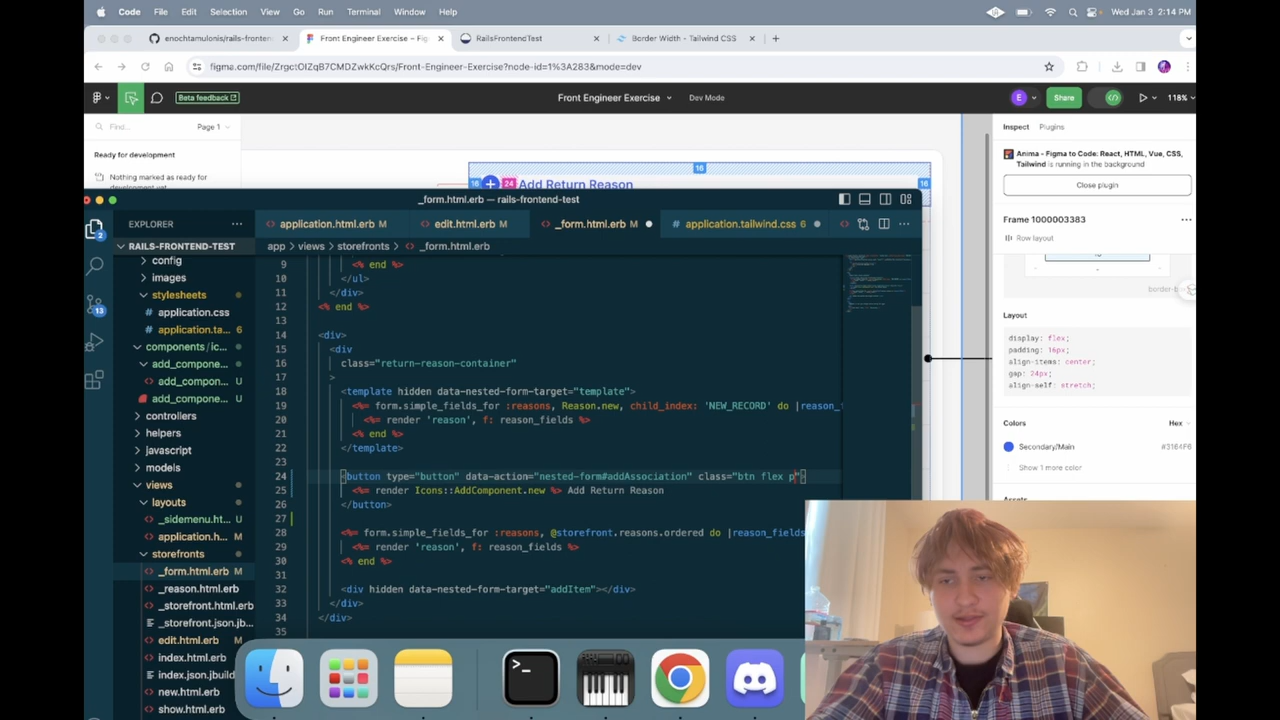 Code File Edit Selection View Go Run Terminal Window Help Wed Jan 3 2:14 PM
enochtamulonis/rails-fronten Front Engineer Exercise – Fig RailsFrontendTest Border Width - Tailwind CSS
figma.com/file/ZrgctOIZqB7CMDZwkKcQrs/Front-Engineer-Exercise?node-id=1%3A283&mode=dev
Beta feedback Front Engineer Exercise Dev Mode E Share 118%
Find... Page 1
Ready for development
Nothing marked as ready for
development yet
16
16 24 Add Return Reason 16
Inspect Plugins
Anima - Figma to Code: React, HTML, Vue, CSS,
Tailwind is running in the background
Close plugin
Frame 1000003383
Row layout
Layout
display: flex;
padding: 16px;
align-items: center;
gap: 24px;
align-self: stretch;
Colors Hex
Secondary/Main #3164F6
Show 1 more color
_form.html.erb — rails-frontend-test
EXPLORER
application.html.erb M edit.html.erb M _form.html.erb M application.tailwind.css 6
RAILS-FRONTEND-TEST
app > views > storefronts > _form.html.erb
config
images
stylesheets
application.css
application.ta... 6
components/ic...
add_compone...
add_compon... U
add_compone... U
controllers
helpers
javascript
models
views
layouts
_sidemenu.ht... U
application.h... M
storefronts
_form.html.erb M
_reason.html.erb
_storefront.html.erb
_storefront.json.jb...
edit.html.erb M
index.html.erb
index.json.jbuild...
new.html.erb
show.html.erb
2
13
9 <% end %>
10 </ul>
11 </div>
12 <% end %>
13
14 <div>
15 <div
16 class="return-reason-container"
17 >
18 <template hidden data-nested-form-target="template">
19 <%= form.simple_fields_for :reasons, Reason.new, child_index: 'NEW_RECORD' do |reason_f
20 <%= render 'reason', f: reason_fields %>
21 <% end %>
22 </template>
23
24 <button type="button" data-action="nested-form#addAssociation" class="btn flex p">
25 <%= render Icons::AddComponent.new %> Add Return Reason
26 </button>
27
28 <%= form.simple_fields_for :reasons, @storefront.reasons.ordered do |reason_fields
29 <%= render 'reason', f: reason_fields %>
30 <% end %>
31
32 <div hidden data-nested-form-target="addItem"></div>
33 </div>
34 </div>
35